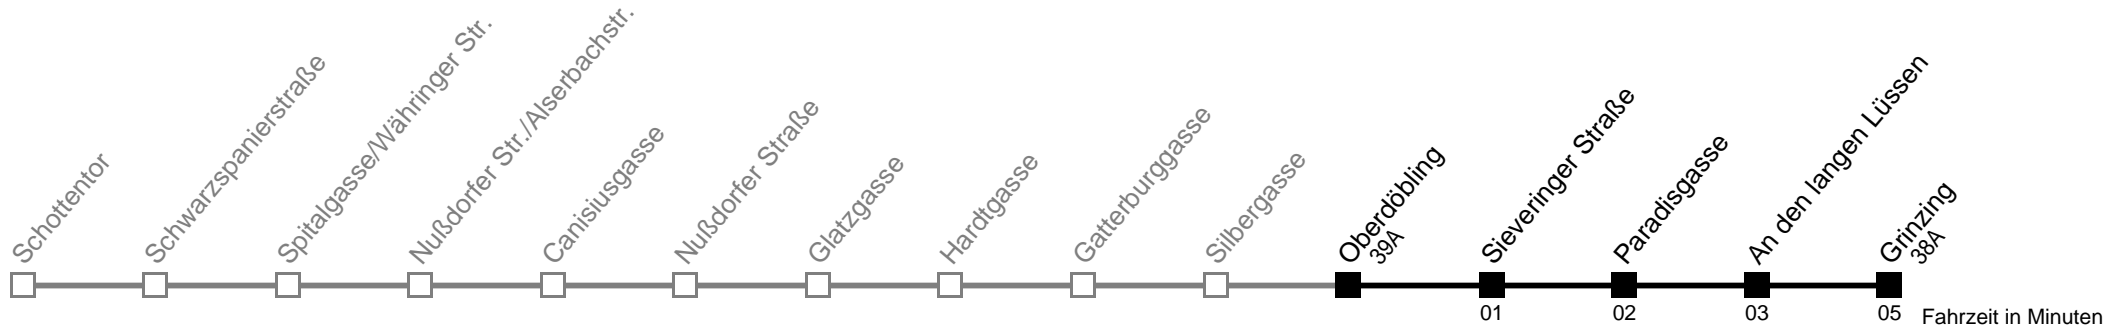 Schottentor
Schwarzspanierstraße
Spitalgasse/Währinger Str.
Nußdorfer Str./Alserbachstr.
Canisiusgasse
Nußdorfer Straße
Glatzgasse
Hardtgasse
Gatterburggasse
Silbergasse
Oberdöbling
39A
Sieveringer Straße
Paradisgasse
An den langen Lüssen
Grinzing
38A
01
02
03
05
Fahrzeit in Minuten